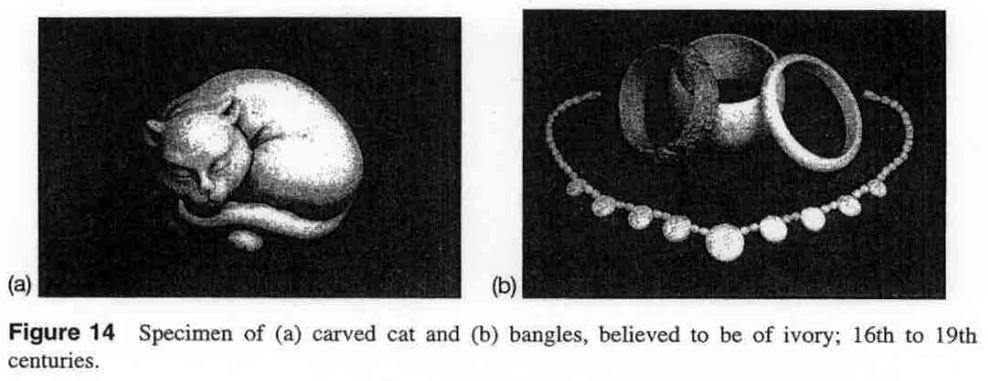 (a)
(b)
Figure 14 Specimen of (a) carved cat and (b) bangles, believed to be of ivory; 16th to 19th
centuries.